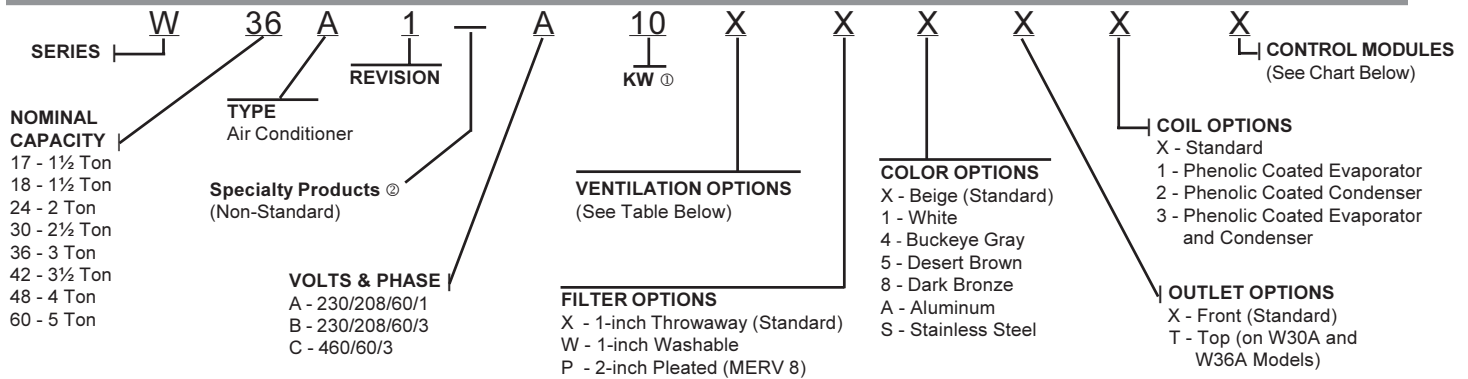 W 36 A 1 — A 10 X X X X X X
SERIES
REVISION
KW ①
CONTROL MODULES
(See Chart Below)
NOMINAL
CAPACITY
17 - 1½ Ton
18 - 1½ Ton
24 - 2 Ton
30 - 2½ Ton
36 - 3 Ton
42 - 3½ Ton
48 - 4 Ton
60 - 5 Ton
TYPE
Air Conditioner
Specialty Products ②
(Non-Standard)
VOLTS & PHASE
A - 230/208/60/1
B - 230/208/60/3
C - 460/60/3
VENTILATION OPTIONS
(See Table Below)
FILTER OPTIONS
X - 1-inch Throwaway (Standard)
W - 1-inch Washable
P - 2-inch Pleated (MERV 8)
COLOR OPTIONS
X - Beige (Standard)
1 - White
4 - Buckeye Gray
5 - Desert Brown
8 - Dark Bronze
A - Aluminum
S - Stainless Steel
COIL OPTIONS
X - Standard
1 - Phenolic Coated Evaporator
2 - Phenolic Coated Condenser
3 - Phenolic Coated Evaporator
and Condenser
OUTLET OPTIONS
X - Front (Standard)
T - Top (on W30A and
W36A Models)